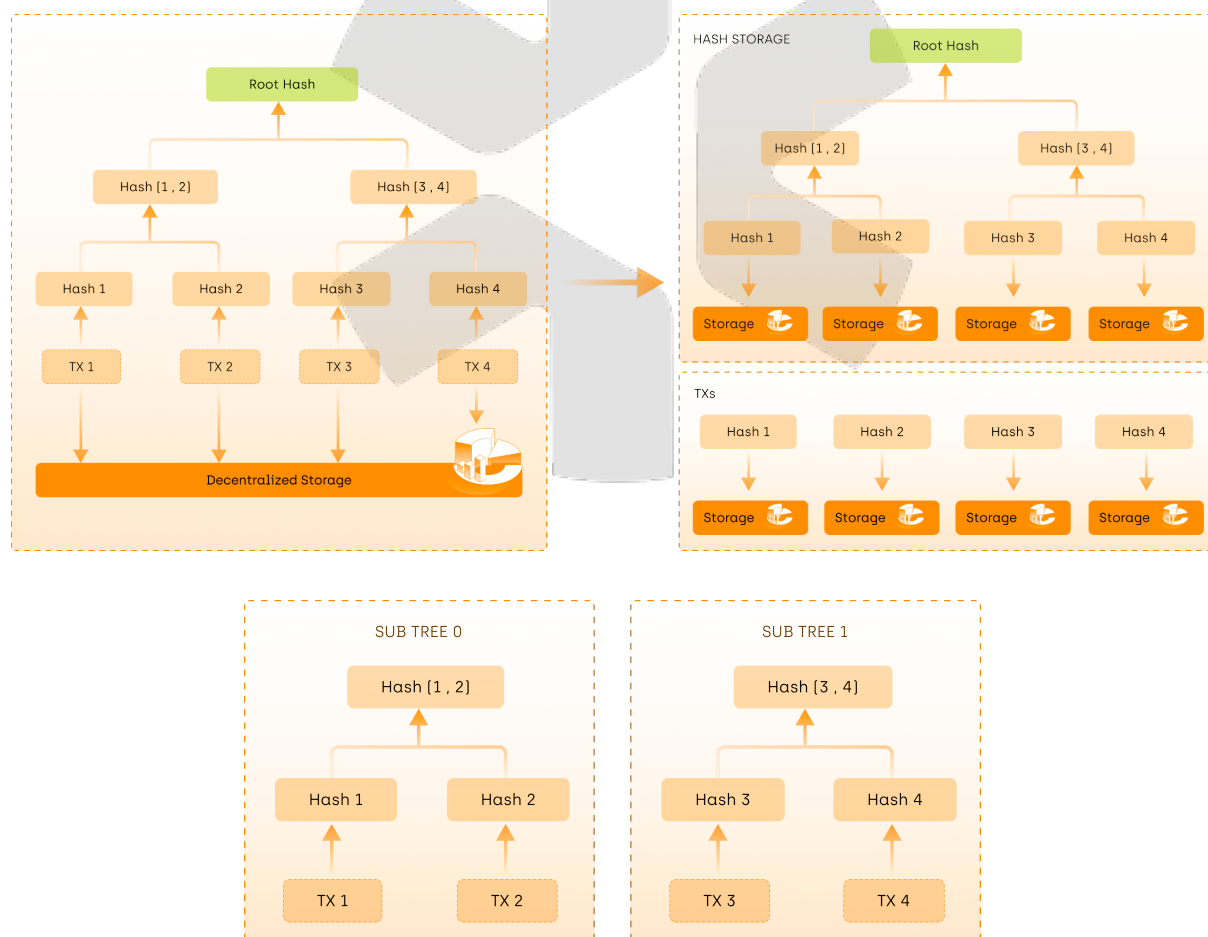 Root Hash
Hash (1 , 2)
Hash (3 , 4)
Hash 1
Hash 2
Hash 3
Hash 4
TX 1
TX 2
TX 3
TX 4
Decentralized Storage
HASH STORAGE
Root Hash
Hash (1 , 2)
Hash (3 , 4)
Hash 1
Hash 2
Hash 3
Hash 4
Storage
Storage
Storage
Storage
TXs
Hash 1
Hash 2
Hash 3
Hash 4
Storage
Storage
Storage
Storage
SUB TREE 0
Hash (1 , 2)
Hash 1
Hash 2
TX 1
TX 2
SUB TREE 1
Hash (3 , 4)
Hash 3
Hash 4
TX 3
TX 4